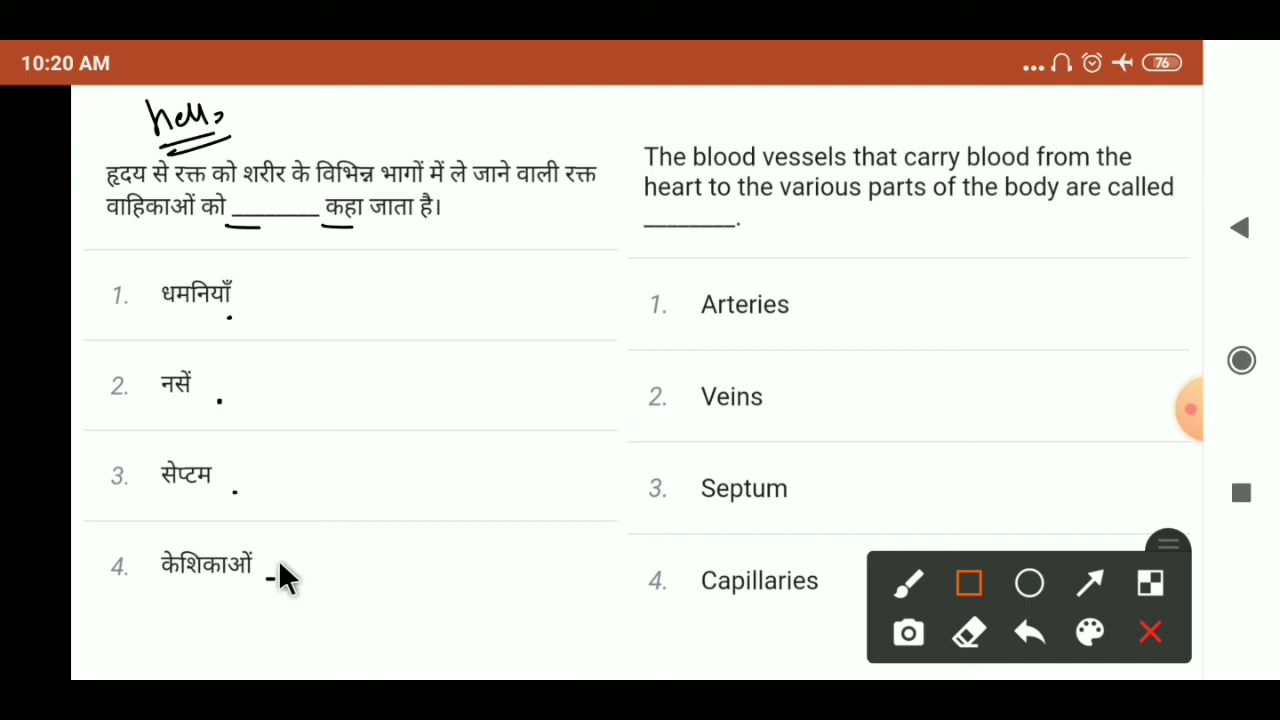 10:20 AM
76
hello
हृदय से रक्त को शरीर के विभिन्न भागों में ले जाने वाली रक्त
वाहिकाओं को ________ कहा जाता है।
1. धमनियाँ
2. नसें
3. सेप्टम
4. केशिकाओं
The blood vessels that carry blood from the
heart to the various parts of the body are called
________.
1. Arteries
2. Veins
3. Septum
4. Capillaries